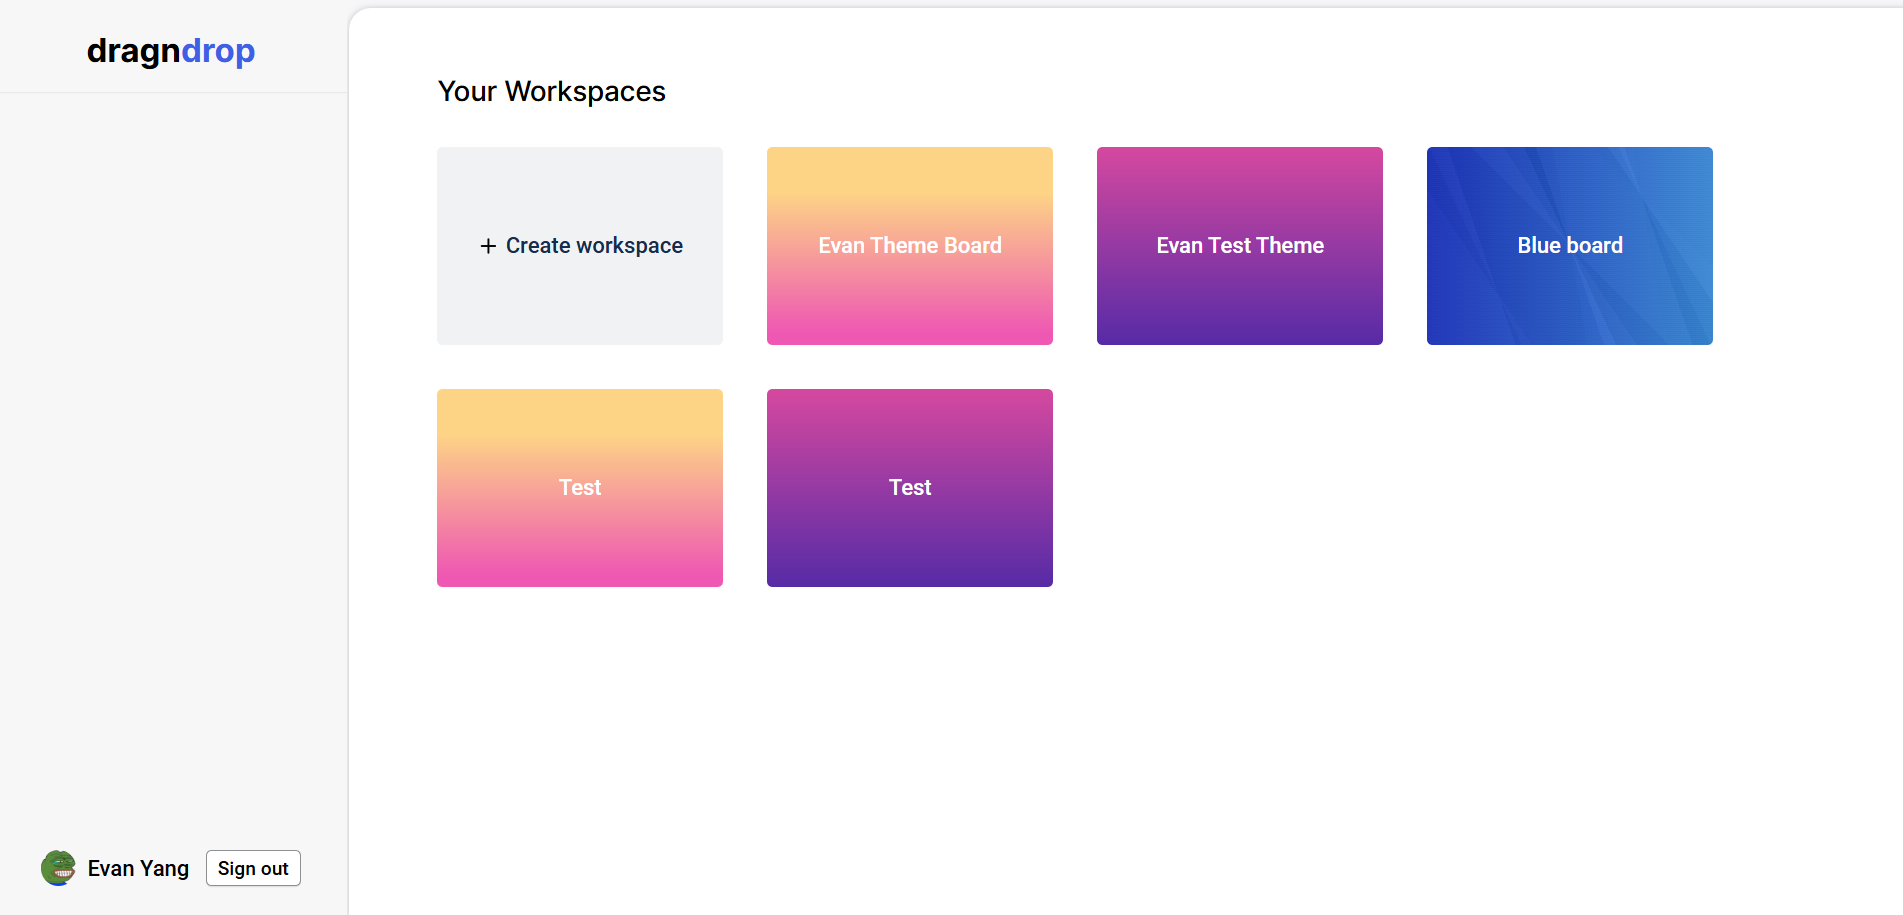 dragndrop
Your Workspaces
+ Create workspace
Evan Theme Board
Evan Test Theme
Blue board
Test
Test
Evan Yang
Sign out